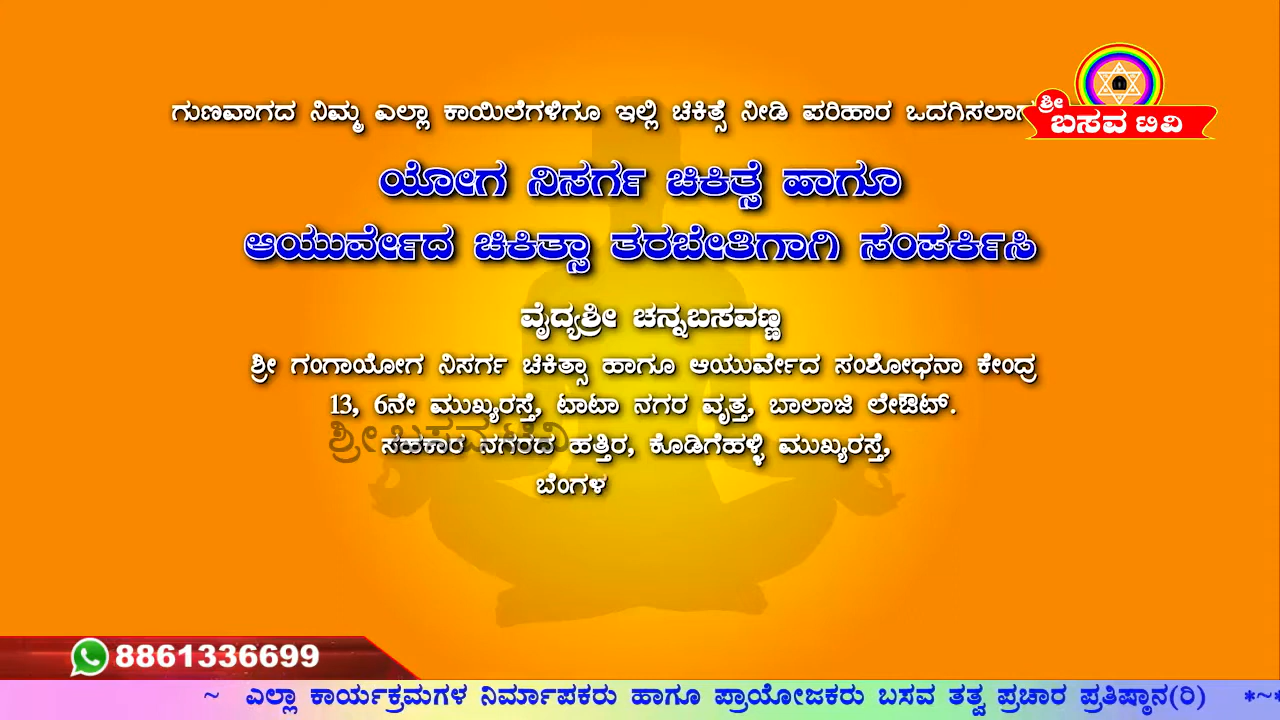 ಗುಣವಾಗದ ನಿಮ್ಮ ಎಲ್ಲಾ ಕಾಯಿಲೆಗಳಿಗೂ ಇಲ್ಲಿ ಚಿಕಿತ್ಸೆ ನೀಡಿ ಪರಿಹಾರ
ಶ್ರೀ
ಬಸವ ಟಿವಿ
ಯೋಗ ನಿಸರ್ಗ ಚಿಕಿತ್ಸೆ ಹಾಗೂ
ಆಯುರ್ವೇದ ಚಿಕಿತ್ಸಾ ತರಬೇತಿಗಾಗಿ ಸಂಪರ್ಕಿಸಿ
ವೈದ್ಯಶ್ರೀ ಚನ್ನಬಸವಣ್ಣ
ಶ್ರೀ ಗಂಗಾಯೋಗ ನಿಸರ್ಗ ಚಿಕಿತ್ಸಾ ಹಾಗೂ ಆಯುರ್ವೇದ ಸಂಶೋಧನಾ ಕೇಂದ್ರ
13, 6ನೇ ಮುಖ್ಯರಸ್ತೆ, ಟಾಟಾ ನಗರ ವೃತ್ತ, ಬಾಲಾಜಿ ಲೇಔಟ್.
ಶ್ರೀ ಬಸವ ಟಿವಿ
ಸಹಕಾರ ನಗರದ ಹತ್ತಿರ, ಕೊಡಿಗೆಹಳ್ಳಿ ಮುಖ್ಯರಸ್ತೆ,
ಬೆಂಗಳ
8861336699
~ ಎಲ್ಲಾ ಕಾರ್ಯಕ್ರಮಗಳ ನಿರ್ಮಾಪಕರು ಹಾಗೂ ಪ್ರಾಯೋಜಕರು ಬಸವ ತತ್ವ ಪ್ರಚಾರ ಪ್ರತಿಷ್ಠಾನ(ರಿ) *~*